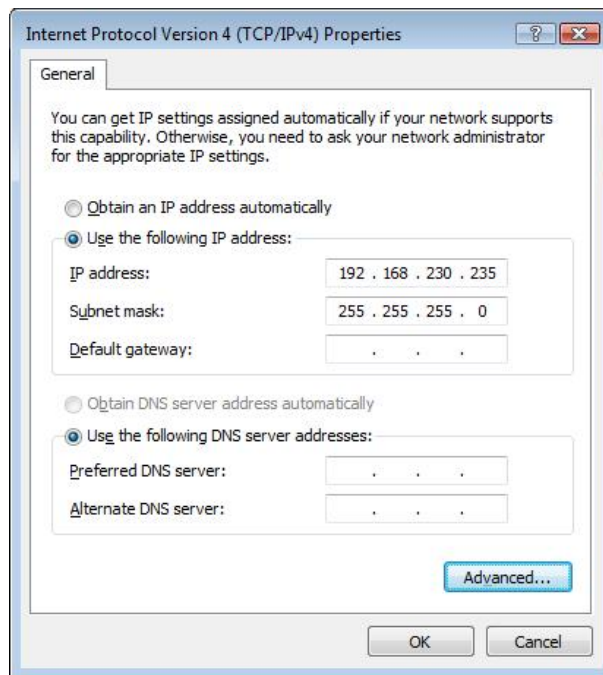 Internet Protocol Version 4 (TCP/IPv4) Properties
General
You can get IP settings assigned automatically if your network supports
this capability. Otherwise, you need to ask your network administrator
for the appropriate IP settings.
Obtain an IP address automatically
Use the following IP address:
IP address: 192 . 168 . 230 . 235
Subnet mask: 255 . 255 . 255 . 0
Default gateway: . . .
Obtain DNS server address automatically
Use the following DNS server addresses:
Preferred DNS server: . . .
Alternate DNS server: . . .
Advanced...
OK Cancel